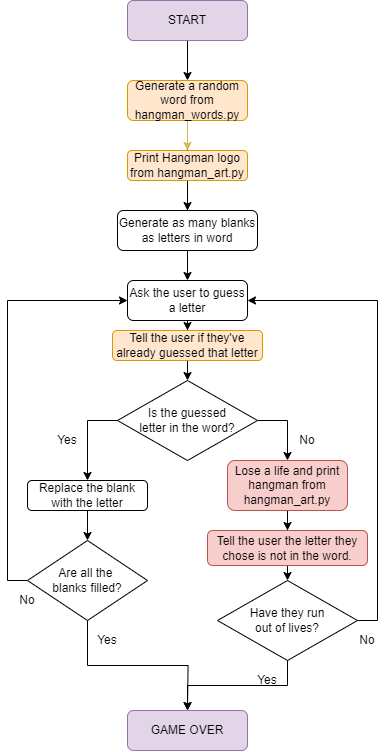 START
Generate a random
word from
hangman_words.py
Print Hangman logo
from hangman_art.py
Generate as many blanks
as letters in word
Ask the user to guess
a letter
Tell the user if they've
already guessed that letter
Is the guessed
letter in the word?
Yes
No
Replace the blank
with the letter
Lose a life and print
hangman from
hangman_art.py
Tell the user the letter they
chose is not in the word.
Are all the
blanks filled?
No
Yes
Have they run
out of lives?
No
Yes
GAME OVER